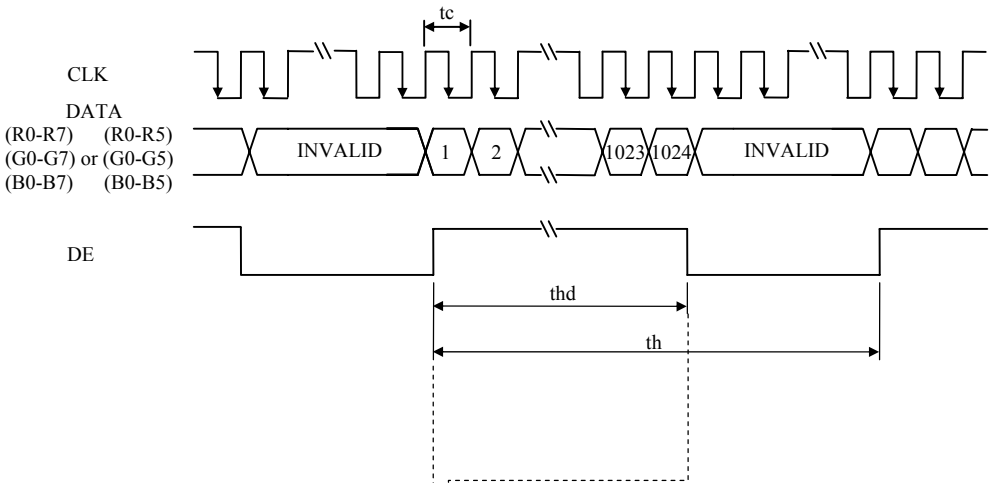 tc
CLK
DATA
(R0-R7) (R0-R5)
(G0-G7) or (G0-G5)
(B0-B7) (B0-B5)
INVALID 1 2 1023 1024 INVALID
DE
thd
th